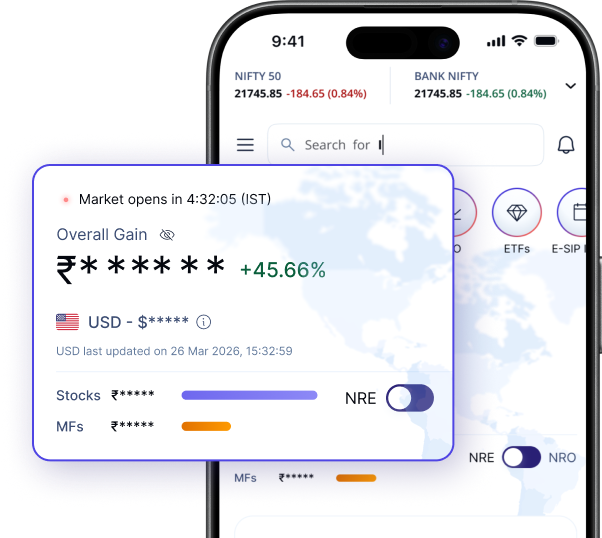 9:41
NIFTY 50
21745.85 -184.65 (0.84%)
BANK NIFTY
21745.85 -184.65 (0.84%)
Search for I
O
ETFs
E-SIP
Market opens in 4:32:05 (IST)
Overall Gain
₹****** +45.66%
USD - $*****
USD last updated on 26 Mar 2026, 15:32:59
Stocks ₹*****
MFs ₹*****
NRE
NRE NRO
MFs ₹*****